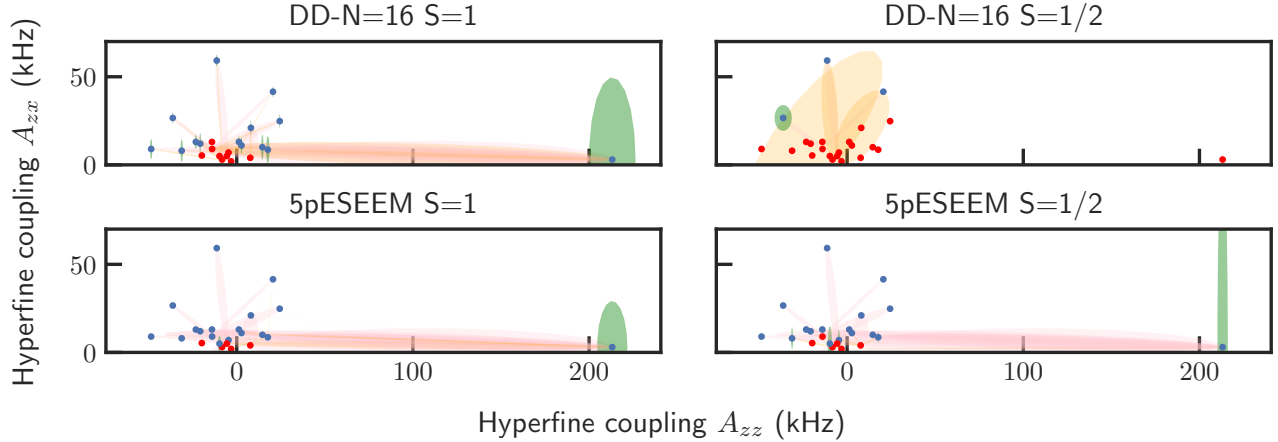 DD-N=16 S=1
DD-N=16 S=1/2
50
0
5pESEEM S=1
5pESEEM S=1/2
50
0
0
100
200
0
100
200
Hyperfine coupling A_{zx} (kHz)
Hyperfine coupling A_{zz} (kHz)